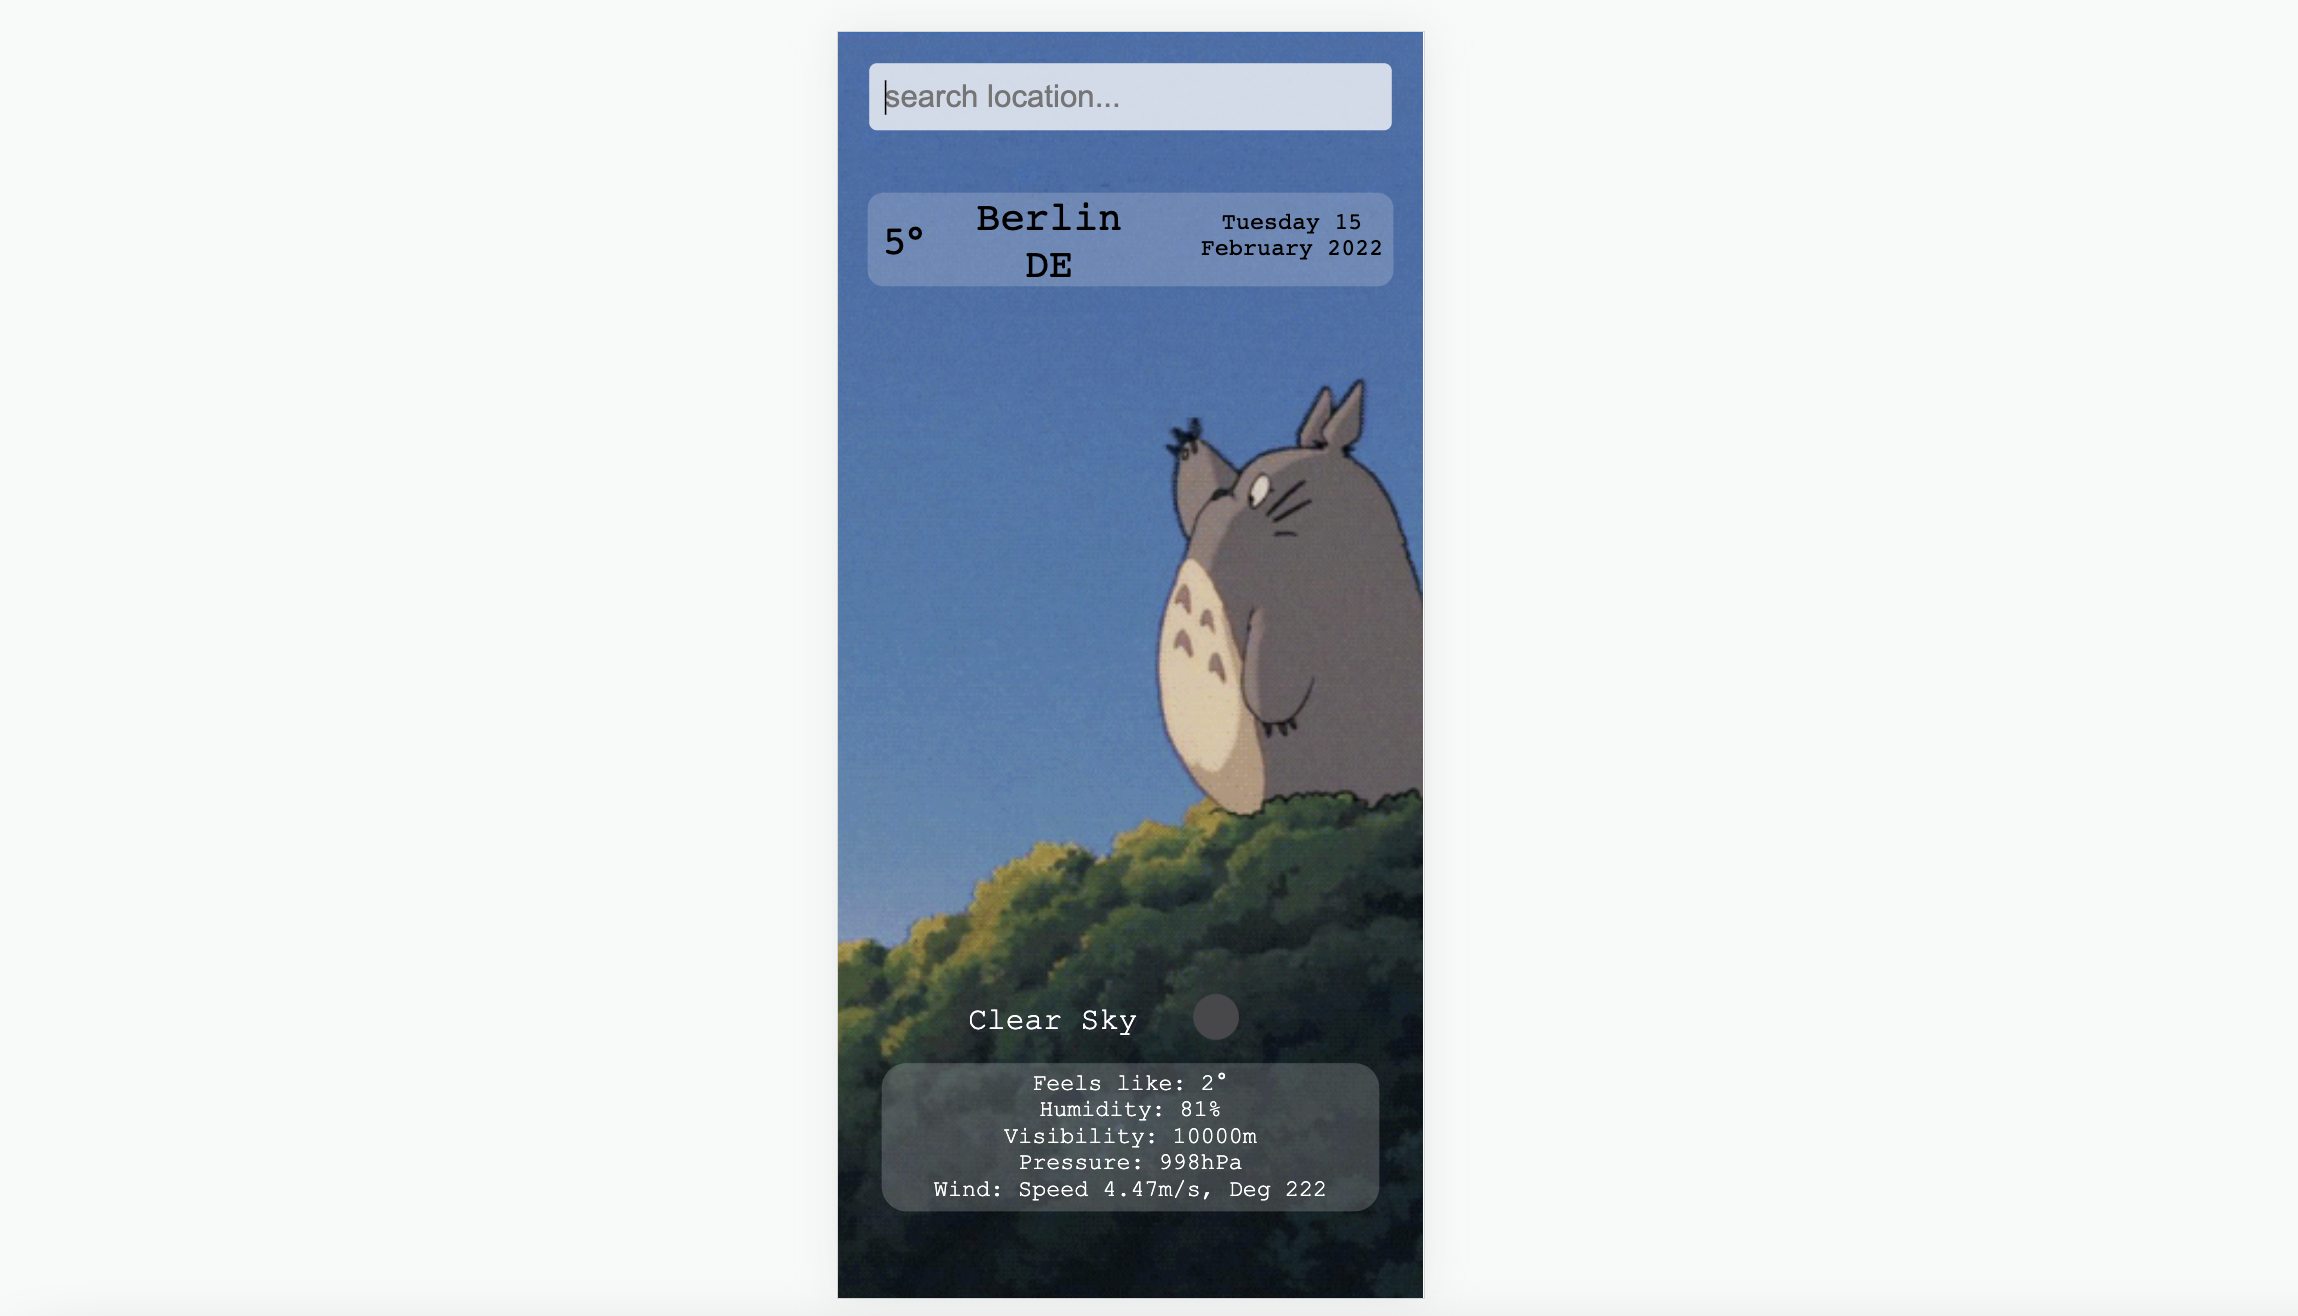 search location...
5°
Berlin
DE
Tuesday 15
February 2022
Clear Sky
Feels like: 2°
Humidity: 81%
Visibility: 10000m
Pressure: 998hPa
Wind: Speed 4.47m/s, Deg 222